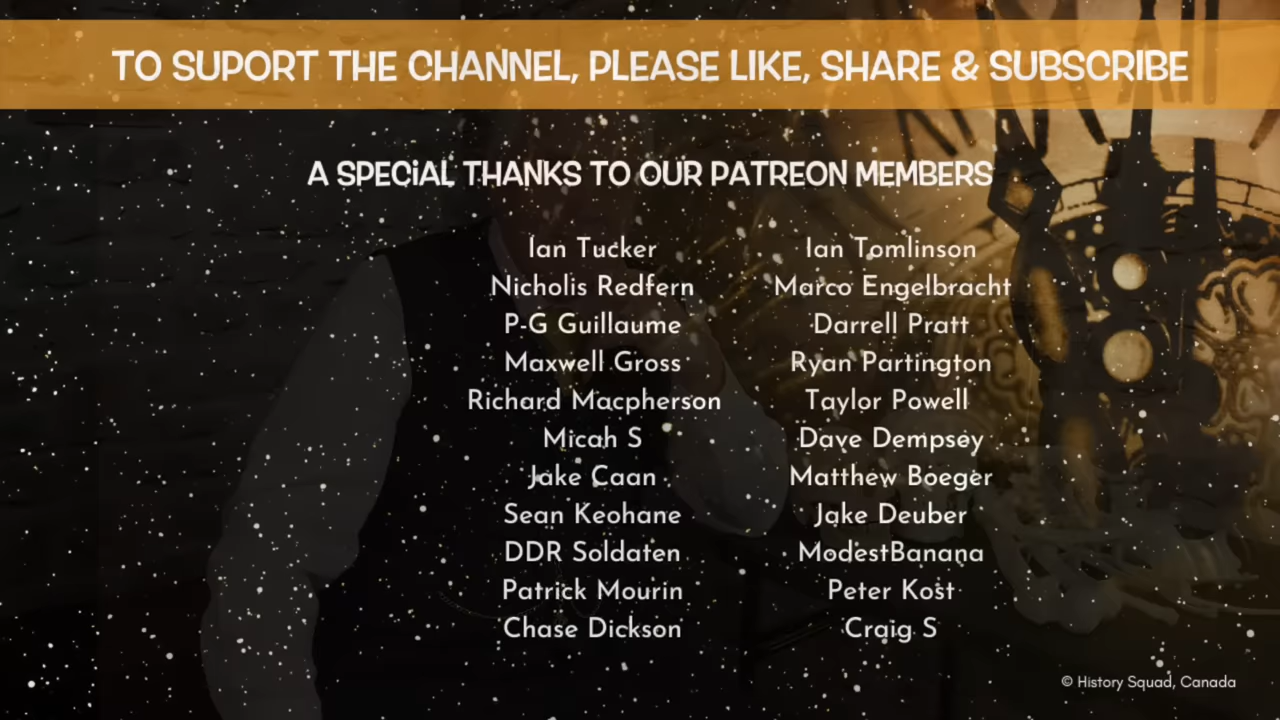 TO SUPORT THE CHANNEL, PLEASE LIKE, SHARE & SUBSCRIBE
A SPECIAL THANKS TO OUR PATREON MEMBERS
Ian Tucker
Nicholis Redfern
P-G Guillaume
Maxwell Gross
Richard Macpherson
Micah S
Jake Caan
Sean Keohane
DDR Soldaten
Patrick Mourin
Chase Dickson
Ian Tomlinson
Marco Engelbracht
Darrell Pratt
Ryan Partington
Taylor Powell
Dave Dempsey
Matthew Boeger
Jake Deuber
ModestBanana
Peter Kost
Craig S
© History Squad, Canada